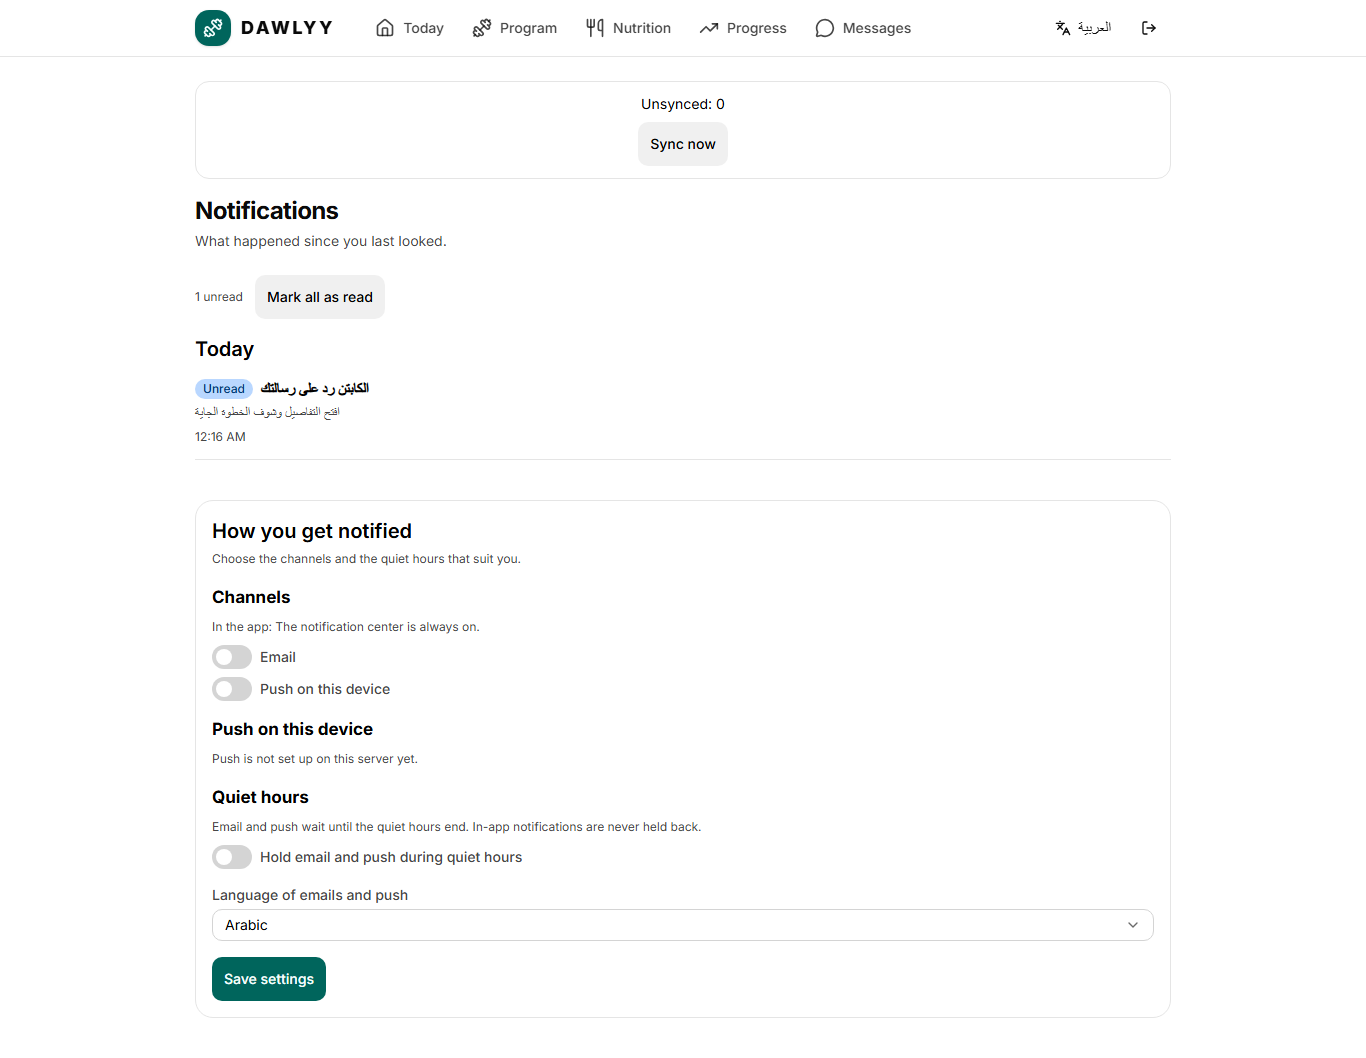 DAWLYY
Today
Program
Nutrition
Progress
Messages
العربية
Unsynced: 0
Sync now
Notifications
What happened since you last looked.
1 unread
Mark all as read
Today
Unread الكابتن رد على رسالتك
افتح التفاصيل وشوف الخطوة الجاية
12:16 AM
How you get notified
Choose the channels and the quiet hours that suit you.
Channels
In the app: The notification center is always on.
Email
Push on this device
Push on this device
Push is not set up on this server yet.
Quiet hours
Email and push wait until the quiet hours end. In-app notifications are never held back.
Hold email and push during quiet hours
Language of emails and push
Arabic
Save settings